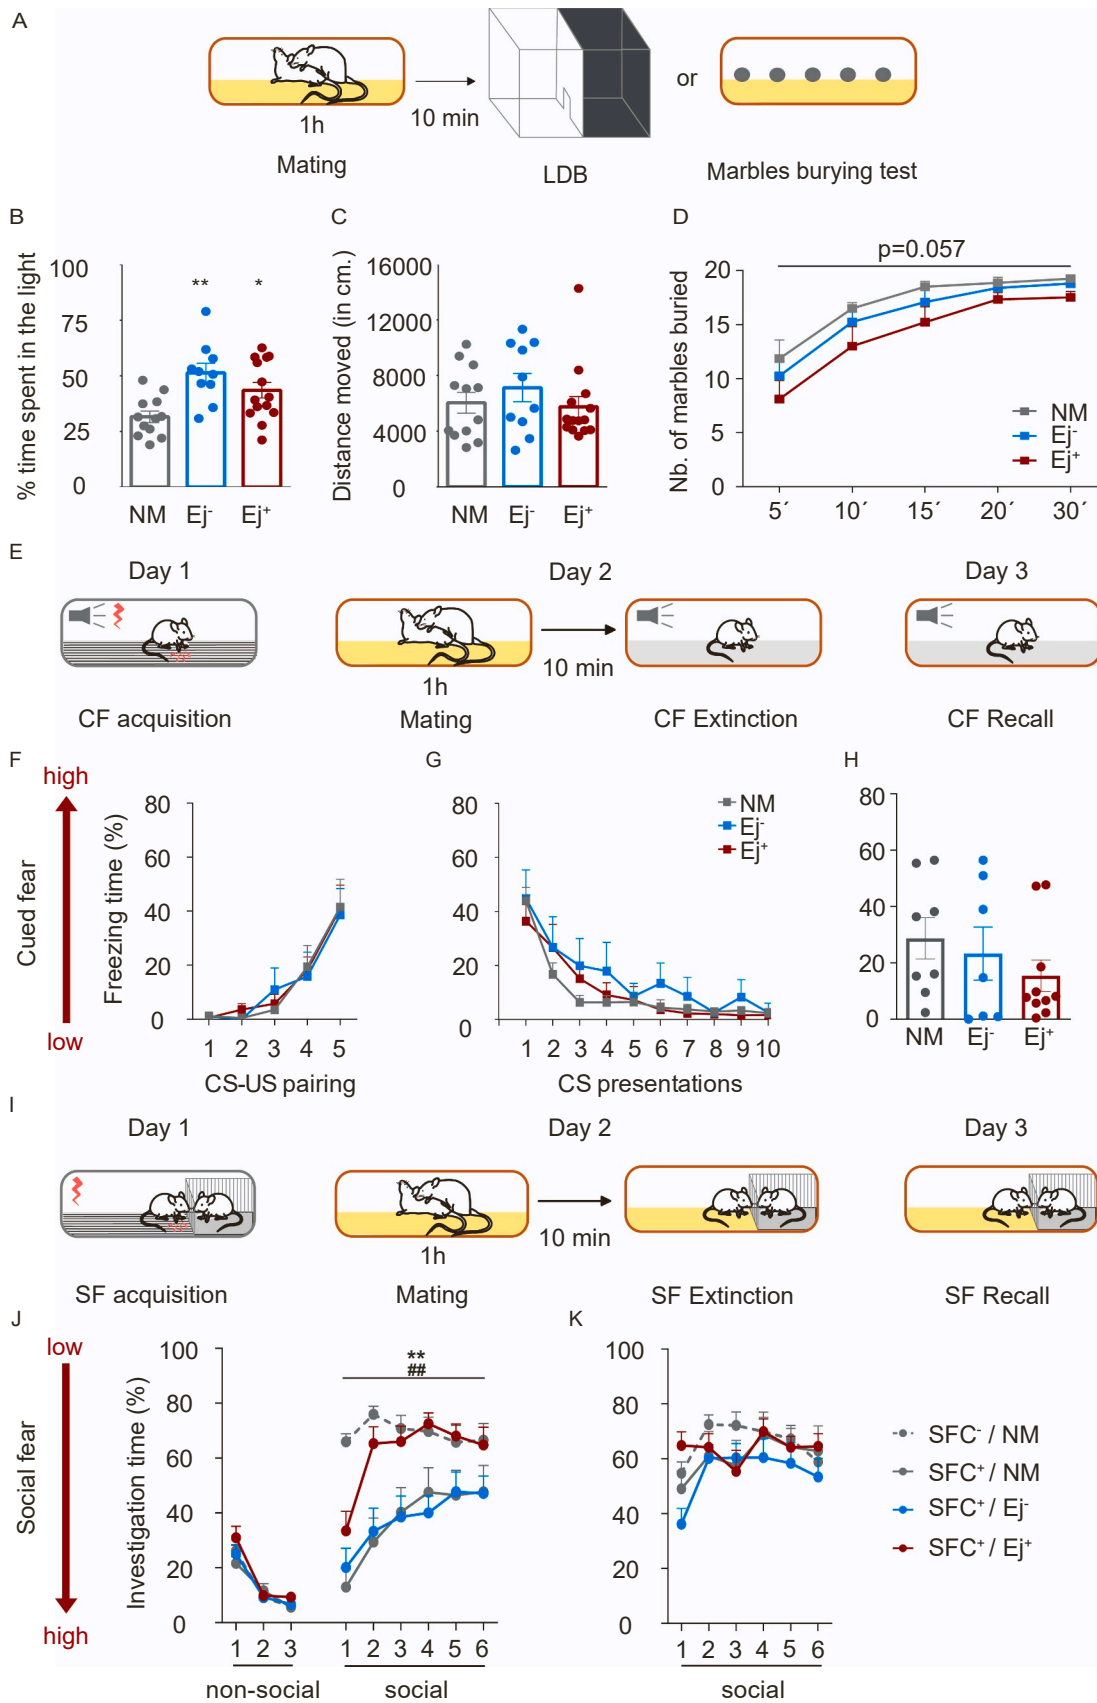 A
1h
10 min
or
Mating
LDB
Marbles burying test
B
C
D
% time spent in the light
100
75
50
25
0
**
*
NM
Ej-
Ej+
Distance moved (in cm.)
16000
12000
8000
4000
0
NM
Ej-
Ej+
Nb. of marbles buried
p=0.057
20
15
10
5
0
NM
Ej-
Ej+
5´
10´
15´
20´
30´
E
Day 1
Day 2
Day 3
1h
10 min
CF acquisition
Mating
CF Extinction
CF Recall
F
G
H
high
Cued fear
low
Freezing time (%)
80
60
40
20
0
1
2
3
4
5
CS-US pairing
80
60
40
20
0
NM
Ej-
Ej+
1
2
3
4
5
6
7
8
9
10
CS presentations
80
60
40
20
0
NM
Ej-
Ej+
I
Day 1
Day 2
Day 3
1h
10 min
SF acquisition
Mating
SF Extinction
SF Recall
J
K
low
Social fear
high
Investigation time (%)
100
80
60
40
20
0
**
##
1
2
3
non-social
1
2
3
4
5
6
social
100
80
60
40
20
0
1
2
3
4
5
6
social
SFC- / NM
SFC+ / NM
SFC+ / Ej-
SFC+ / Ej+